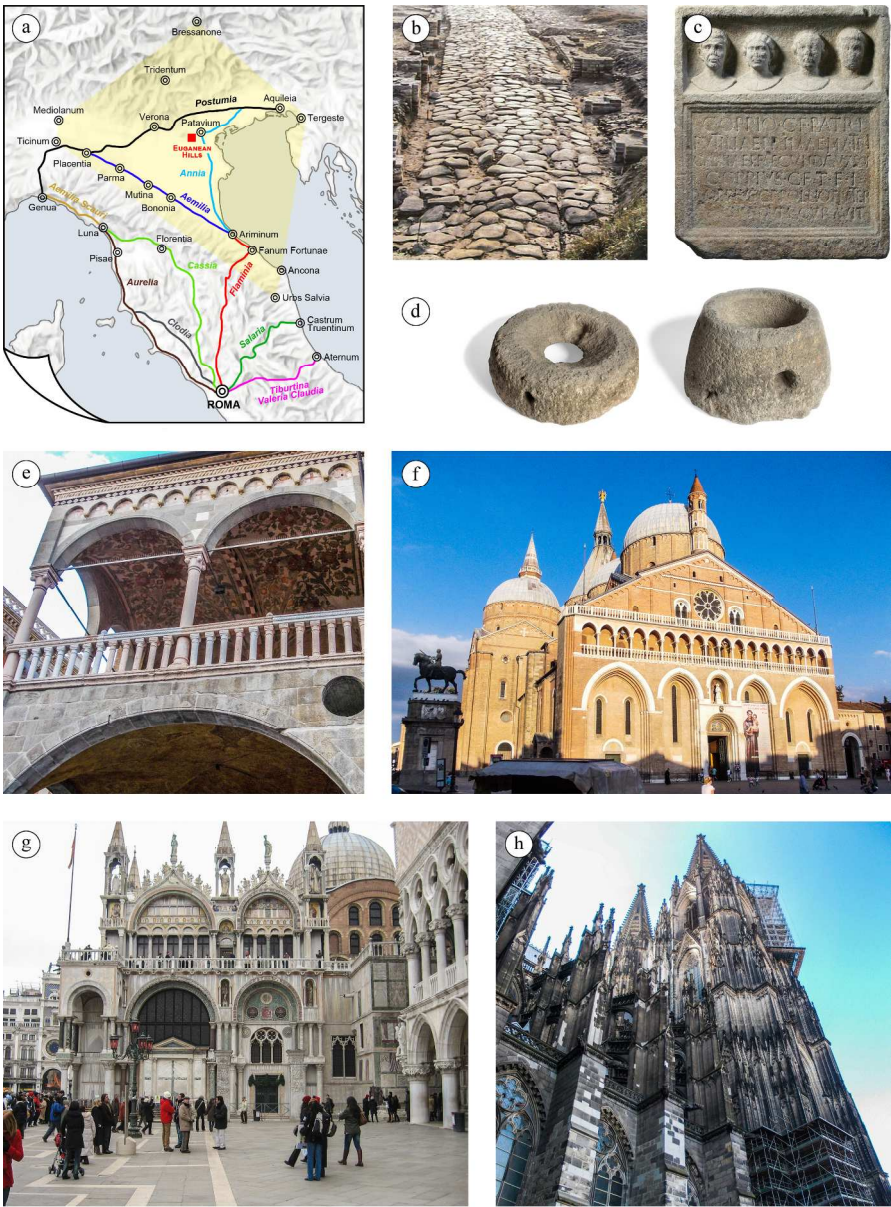 a
Bressanone
Tridentum
Postumia
Aquileia
Mediolanum
Verona
Patavium
Tergeste
Ticinum
EUGANEAN
HILLS
Placentia
Annia
Parma
Mutina
Aemilia
Bononia
Aemilia Scauri
Genua
Ariminum
Luna
Florentia
Fanum Fortunae
Pisae
Cassia
Flaminia
Ancona
Aurelia
Urbs Salvia
Clodia
Salaria
Castrum
Truentinum
Aternum
Tiburtina
Valeria Claudia
ROMA
b
c
d
e
f
g
h